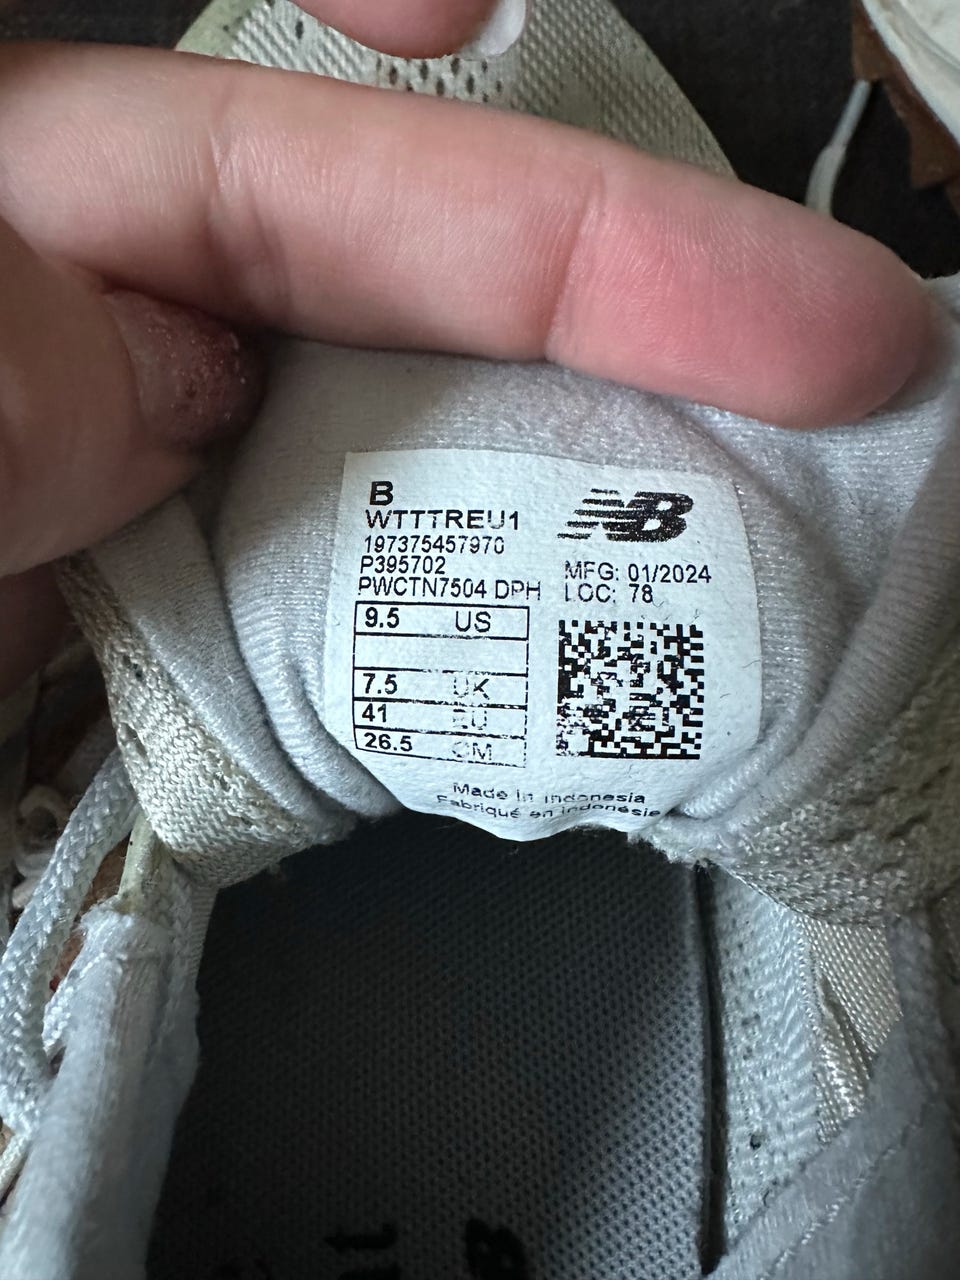 B
WTTTREU1
197375457970
P395702
PWCTN7504 DPH
NB
MFG: 01/2024
LOC: 78
9.5 US
7.5 UK
41 EU
26.5 CM
Made in Indonesia
Fabriqué en Indonésie